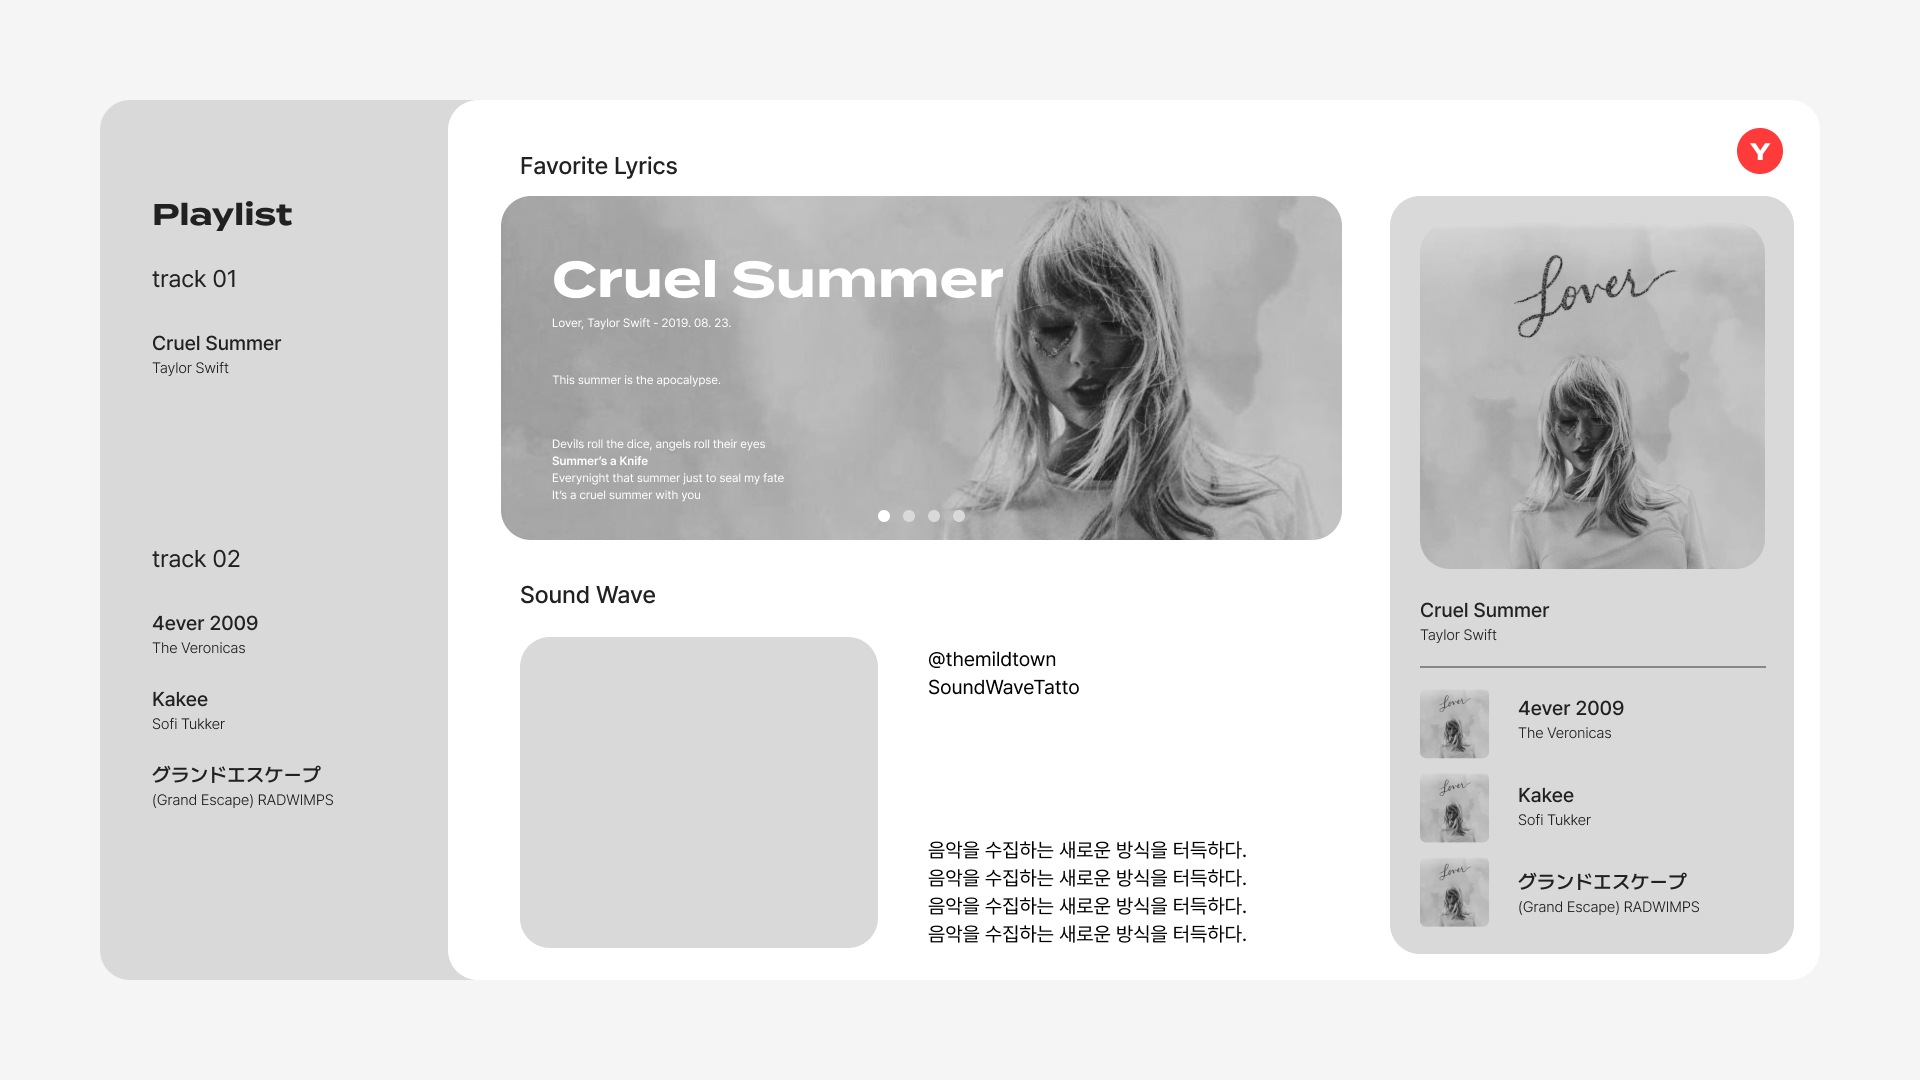 Playlist
track 01
Cruel Summer
Taylor Swift
track 02
4ever 2009
The Veronicas
Kakee
Sofi Tukker
グランドエスケープ
(Grand Escape) RADWIMPS
Favorite Lyrics
Y
Cruel Summer
Lover, Taylor Swift - 2019. 08. 23.
This summer is the apocalypse.
Devils roll the dice, angels roll their eyes
Summer’s a Knife
Everynight that summer just to seal my fate
It’s a cruel summer with you
Sound Wave
@themildtown
SoundWaveTatto
음악을 수집하는 새로운 방식을 터득하다.
음악을 수집하는 새로운 방식을 터득하다.
음악을 수집하는 새로운 방식을 터득하다.
음악을 수집하는 새로운 방식을 터득하다.
Lover
Cruel Summer
Taylor Swift
Lover
4ever 2009
The Veronicas
Lover
Kakee
Sofi Tukker
Lover
グランドエスケープ
(Grand Escape) RADWIMPS